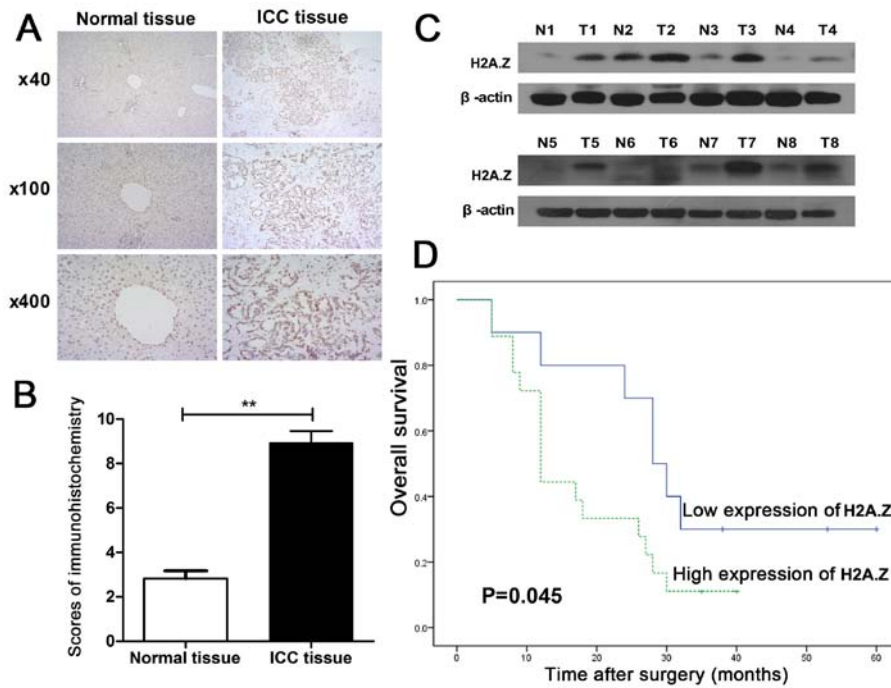 A
Normal tissue ICC tissue
x40
x100
x400
B
**
Scores of immunohistochemistry
10
8
6
4
2
0
Normal tissue ICC tissue
C
N1 T1 N2 T2 N3 T3 N4 T4
H2A.Z
β -actin
N5 T5 N6 T6 N7 T7 N8 T8
H2A.Z
β -actin
D
Overall survival
1.0
0.8
0.6
0.4
0.2
0.0
Low expression of H2A.Z
High expression of H2A.Z
P=0.045
0 10 20 30 40 50 60
Time after surgery (months)